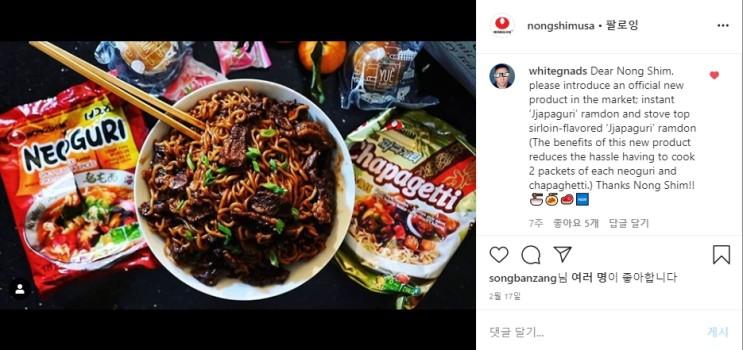 nongshimusa • 팔로잉
whitegnads Dear Nong Shim,
please introduce an official new
product in the market: instant
'Jjapaguri' ramdon and stove top
sirloin-flavored 'Jjapaguri' ramdon
(The benefits of this new product
reduces the hassle having to cook
2 packets of each neoguri and
chapaghetti.) Thanks Nong Shim!!
7주 좋아요 5개 답글 달기
songbanzang님 여러 명이 좋아합니다
2월 17일
댓글 달기... 게시
NEOGURI
Chapagetti
YUE